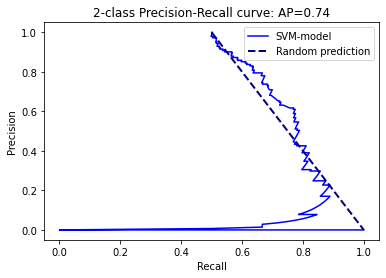 2-class Precision-Recall curve: AP=0.74
SVM-model
Random prediction
Precision
1.0
0.8
0.6
0.4
0.2
0.0
0.0 0.2 0.4 0.6 0.8 1.0
Recall